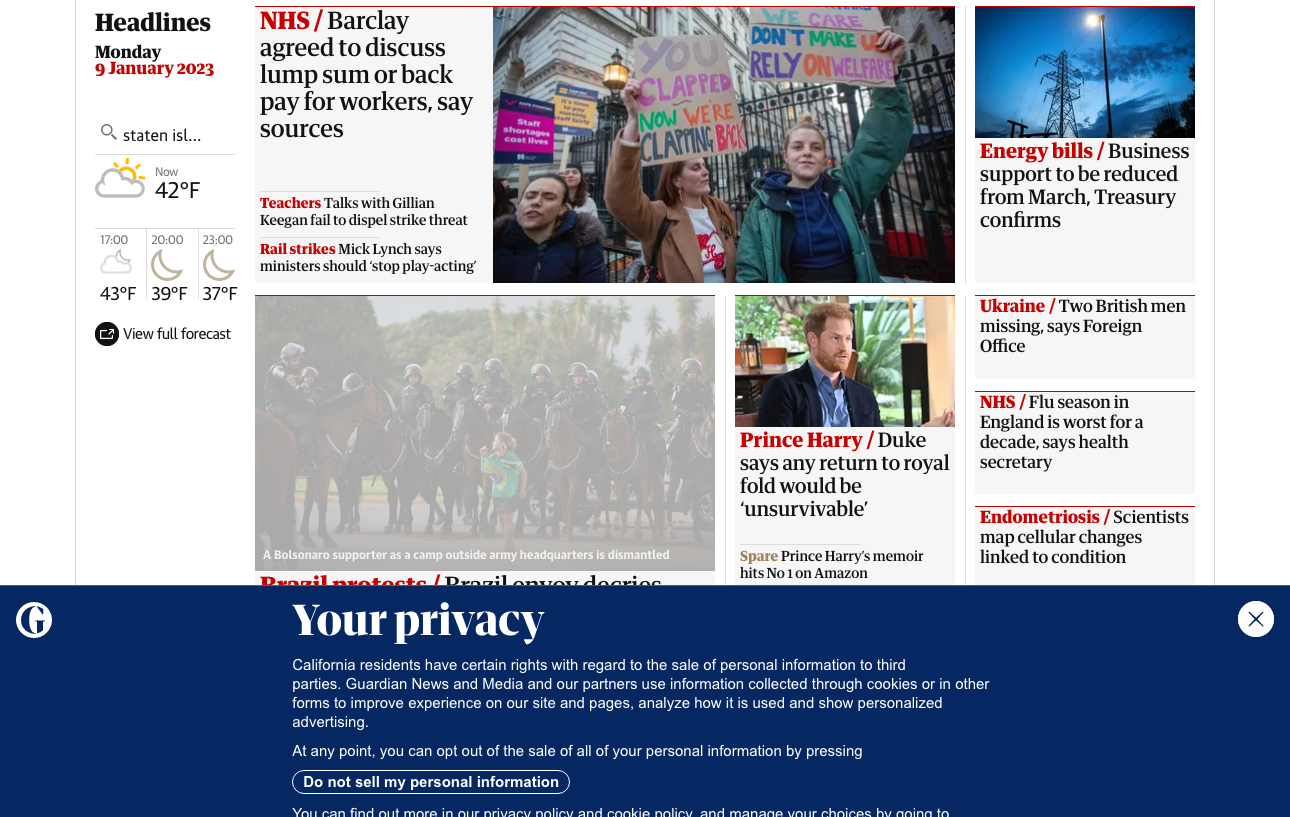 Headlines
Monday
9 January 2023
staten isl...
Now
42°F
17:00
20:00
23:00
43°F
39°F
37°F
View full forecast
NHS / Barclay
agreed to discuss
lump sum or back
pay for workers, say
sources
Teachers Talks with Gillian
Keegan fail to dispel strike threat
Rail strikes Mick Lynch says
ministers should ‘stop play-acting’
Staff
shortages
cost lives
It's time
to pay
nursing
staff fairly
YOU
CLAPPED
NOW WE'RE
CLAPPING BACK
WE CARE
DON'T MAKE US
RELY ON WELFARE
Energy bills / Business
support to be reduced
from March, Treasury
confirms
A Bolsonaro supporter as a camp outside army headquarters is dismantled
Brazil protests / Brazil envoy decries
Prince Harry / Duke
says any return to royal
fold would be
‘unsurvivable’
Spare Prince Harry’s memoir
hits No 1 on Amazon
Ukraine / Two British men
missing, says Foreign
Office
NHS / Flu season in
England is worst for a
decade, says health
secretary
Endometriosis / Scientists
map cellular changes
linked to condition
Your privacy
California residents have certain rights with regard to the sale of personal information to third
parties. Guardian News and Media and our partners use information collected through cookies or in other
forms to improve experience on our site and pages, analyze how it is used and show personalized
advertising.
At any point, you can opt out of the sale of all of your personal information by pressing
Do not sell my personal information
You can find out more in our privacy policy and cookie policy, and manage your choices by going to